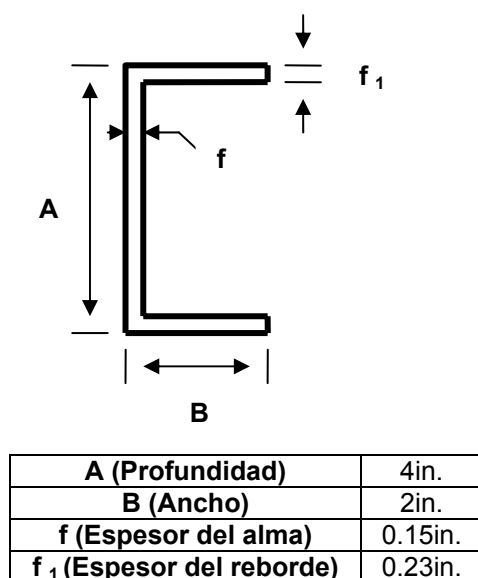 f ₁
f
A
B
A (Profundidad) 4in.
B (Ancho) 2in.
f (Espesor del alma) 0.15in.
f ₁ (Espesor del reborde) 0.23in.